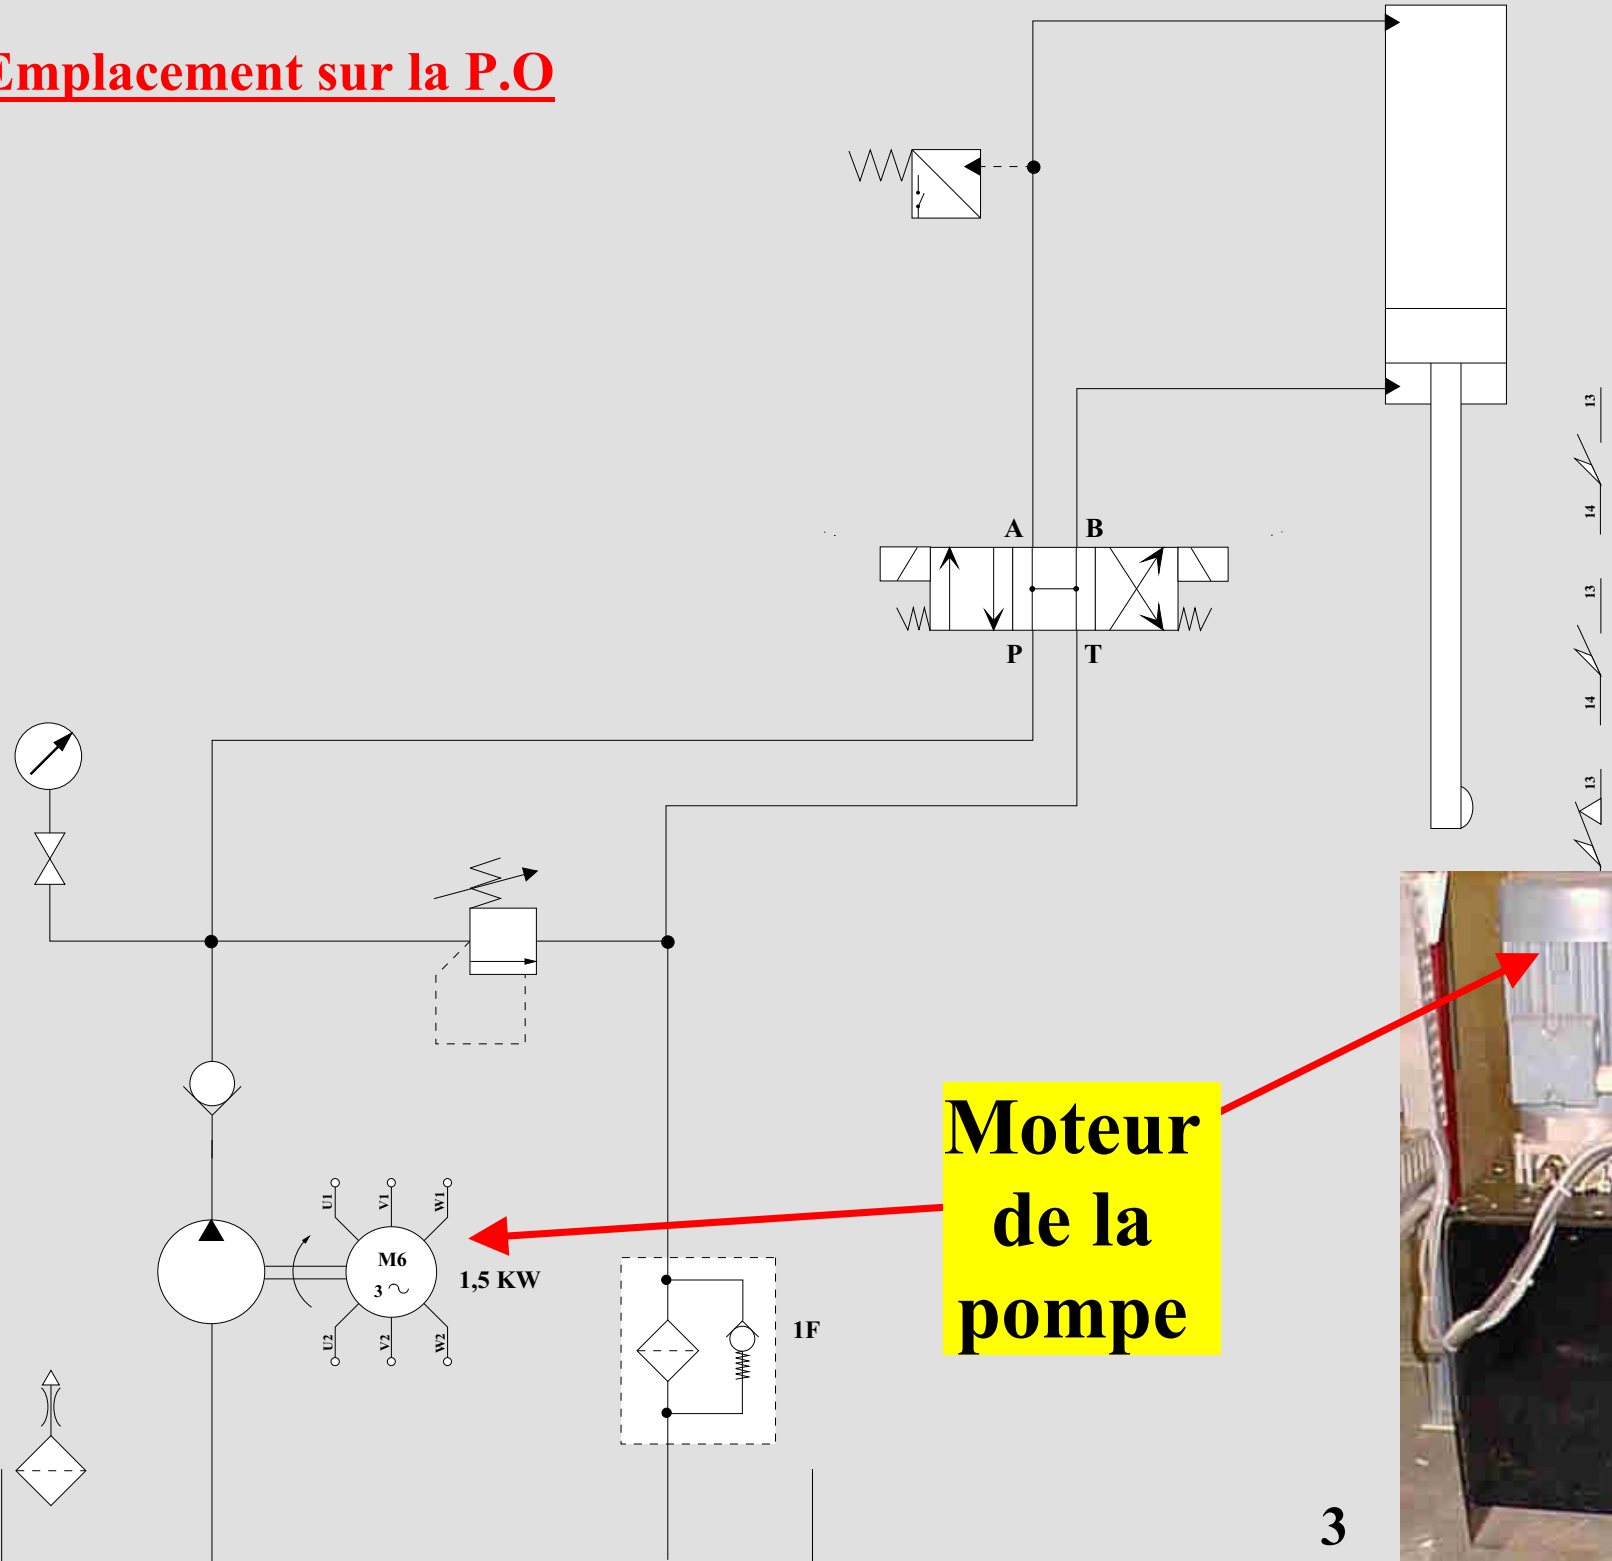 Emplacement sur la P.O
13
A B
14
13
P T
14
13
Moteur
de la
pompe
U1 V1 W1
M6
3
1,5 KW
U2 V2 W2
1F
3